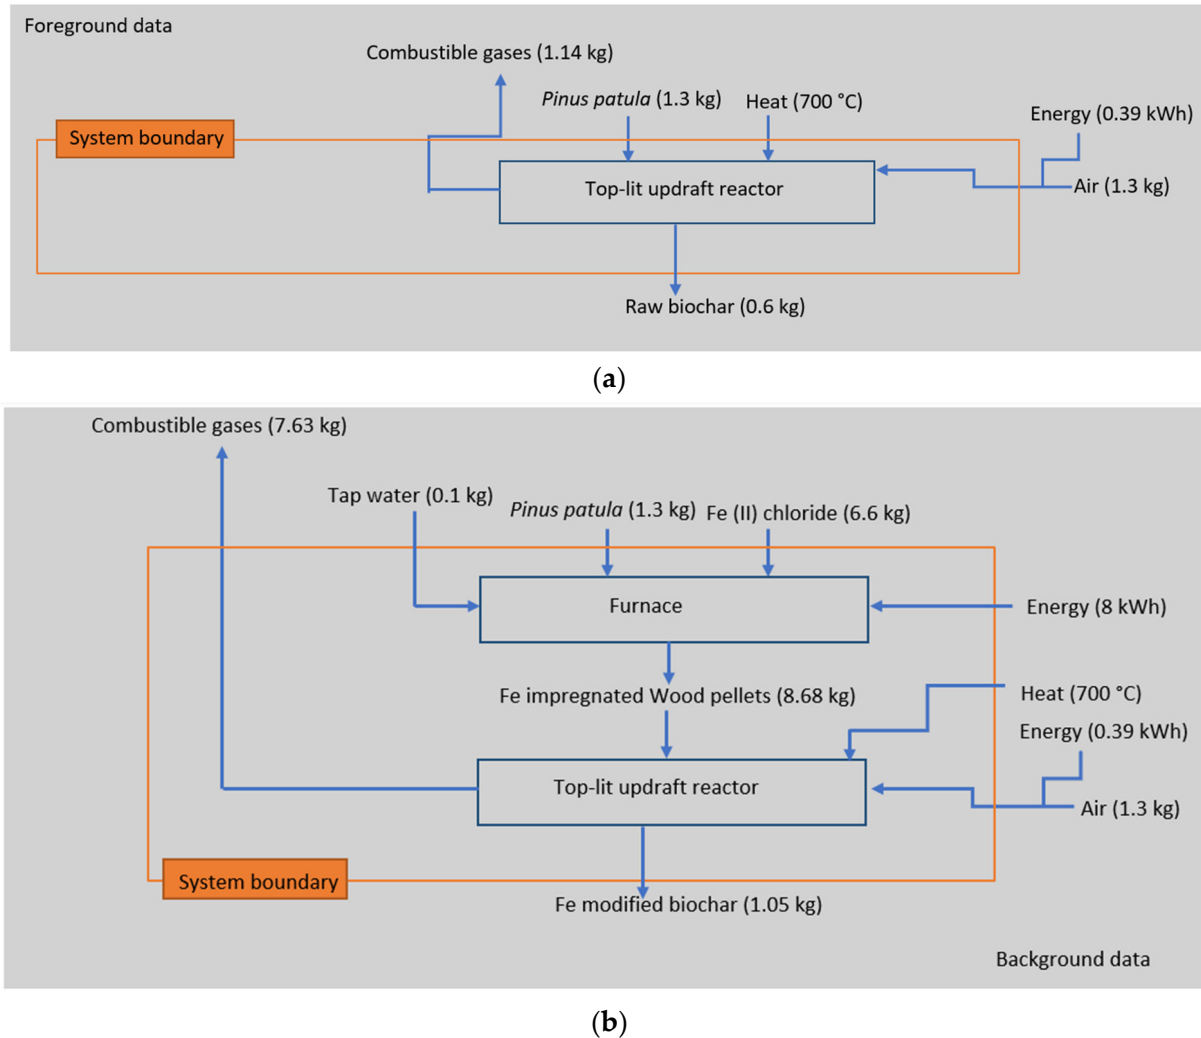 Foreground data
Combustible gases (1.14 kg)
Pinus patula (1.3 kg)
Heat (700 °C)
Energy (0.39 kWh)
System boundary
Top-lit updraft reactor
Air (1.3 kg)
Raw biochar (0.6 kg)
(a)
Combustible gases (7.63 kg)
Tap water (0.1 kg)
Pinus patula (1.3 kg)
Fe (II) chloride (6.6 kg)
Furnace
Energy (8 kWh)
Fe impregnated Wood pellets (8.68 kg)
Heat (700 °C)
Energy (0.39 kWh)
Top-lit updraft reactor
Air (1.3 kg)
System boundary
Fe modified biochar (1.05 kg)
Background data
(b)